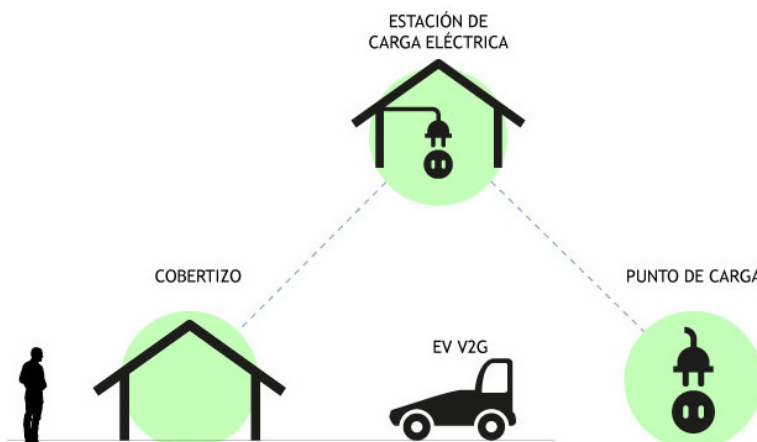 ESTACIÓN DE
CARGA ELÉCTRICA
COBERTIZO
PUNTO DE CARGA
EV V2G